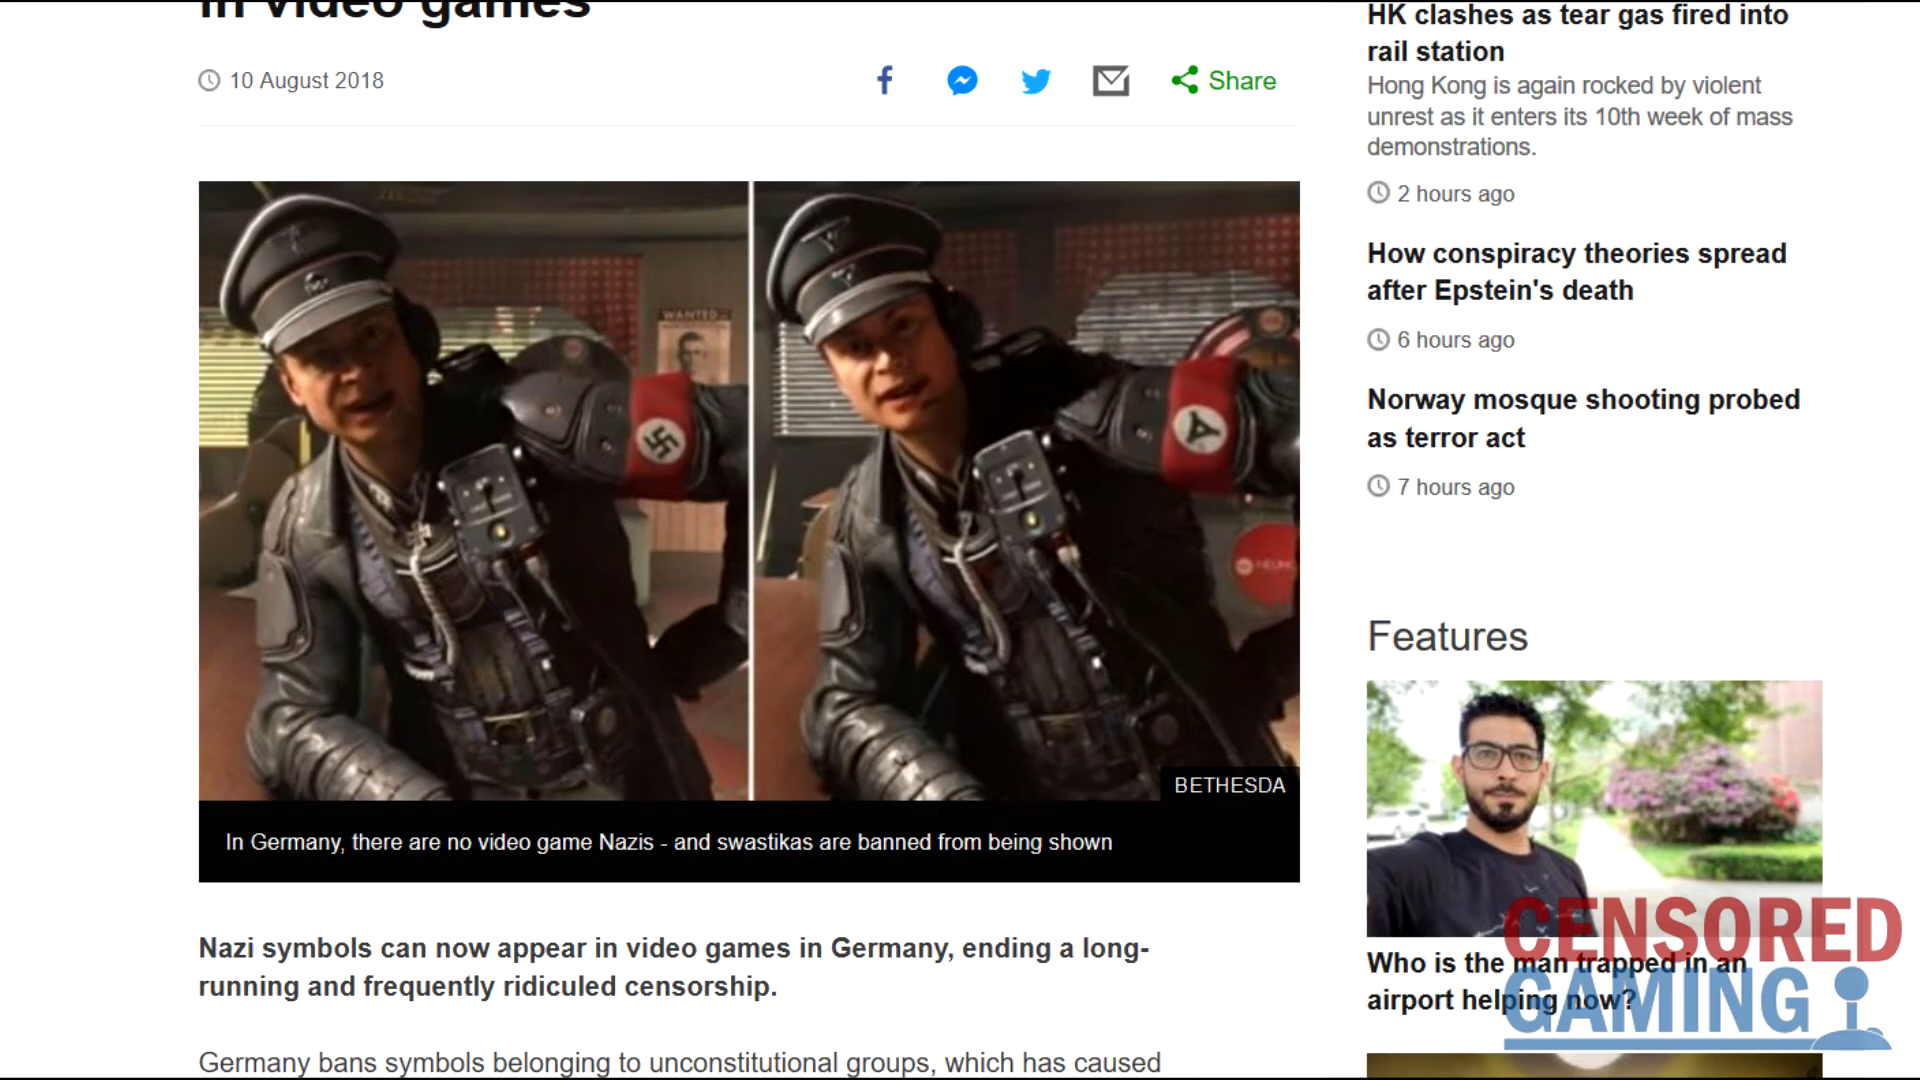 in video games
10 August 2018
Share
WANTED
BETHESDA
In Germany, there are no video game Nazis - and swastikas are banned from being shown
Nazi symbols can now appear in video games in Germany, ending a long-
running and frequently ridiculed censorship.
Germany bans symbols belonging to unconstitutional groups, which has caused
HK clashes as tear gas fired into
rail station
Hong Kong is again rocked by violent
unrest as it enters its 10th week of mass
demonstrations.
2 hours ago
How conspiracy theories spread
after Epstein's death
6 hours ago
Norway mosque shooting probed
as terror act
7 hours ago
Features
Who is the man trapped in an
airport helping now?
CENSORED
GAMING